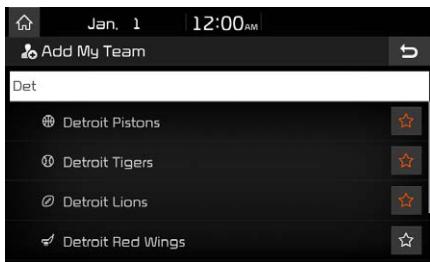 Jan. 1 12:00AM
Add My Team
Det
Detroit Pistons
Detroit Tigers
Detroit Lions
Detroit Red Wings